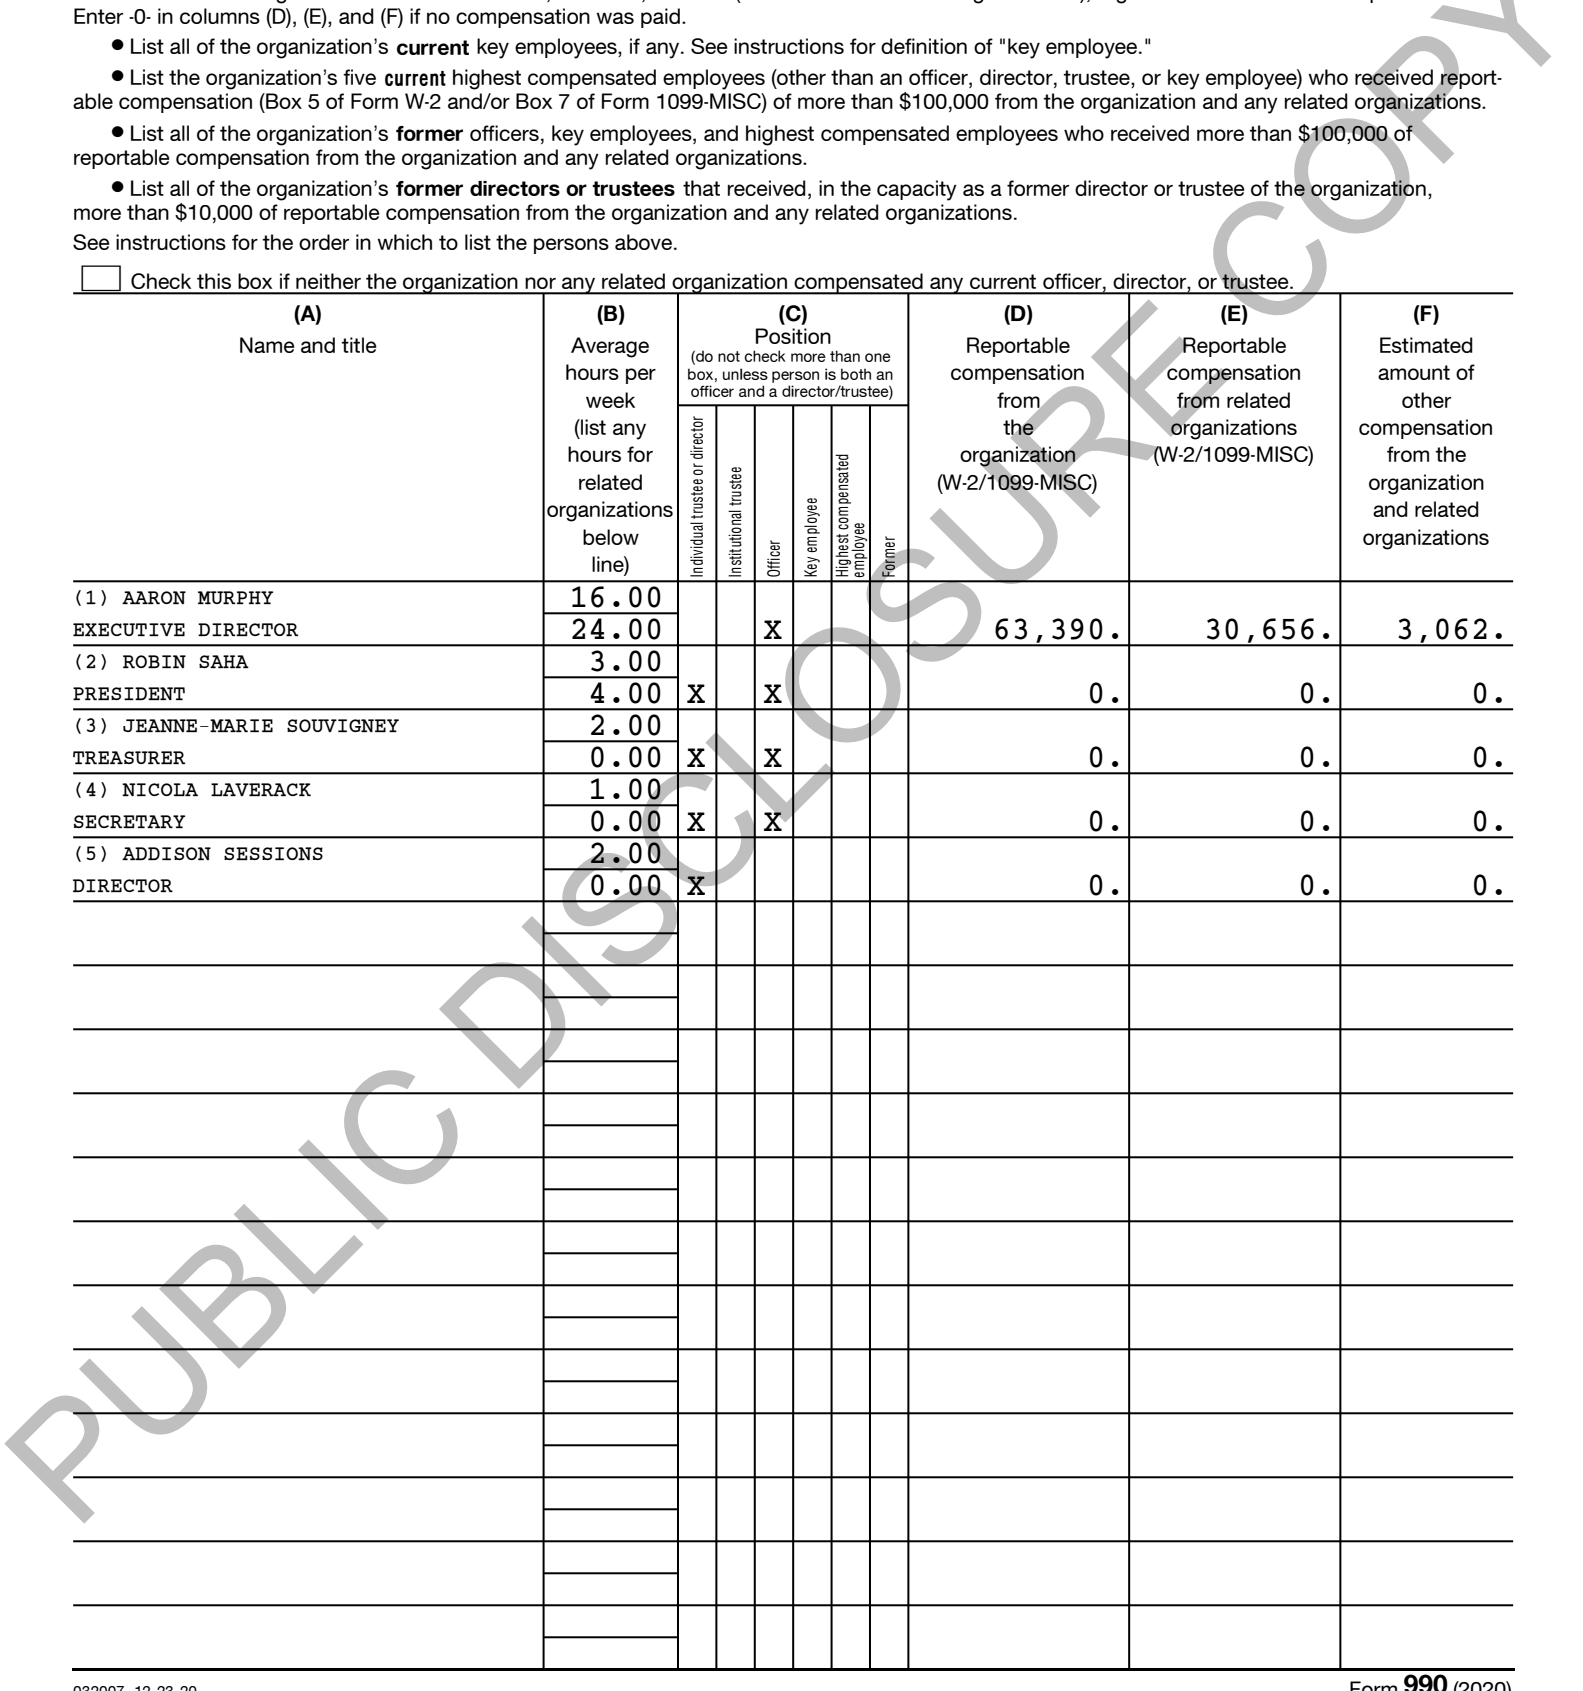 Enter -0- in columns (D), (E), and (F) if no compensation was paid.
● List all of the organization's current key employees, if any. See instructions for definition of "key employee."
● List the organization's five current highest compensated employees (other than an officer, director, trustee, or key employee) who received report-
able compensation (Box 5 of Form W-2 and/or Box 7 of Form 1099-MISC) of more than $100,000 from the organization and any related organizations.
● List all of the organization's former officers, key employees, and highest compensated employees who received more than $100,000 of
reportable compensation from the organization and any related organizations.
● List all of the organization's former directors or trustees that received, in the capacity as a former director or trustee of the organization,
more than $10,000 of reportable compensation from the organization and any related organizations.
See instructions for the order in which to list the persons above.
Check this box if neither the organization nor any related organization compensated any current officer, director, or trustee.
(A)
Name and title
(B)
Average
hours per
week
(list any
hours for
related
organizations
below
line)
(C)
Position
(do not check more than one
box, unless person is both an
officer and a director/trustee)
Individual trustee or director
Institutional trustee
Officer
Key employee
Highest compensated
employee
Former
(D)
Reportable
compensation
from
the
organization
(W-2/1099-MISC)
(E)
Reportable
compensation
from related
organizations
(W-2/1099-MISC)
(F)
Estimated
amount of
other
compensation
from the
organization
and related
organizations
(1) AARON MURPHY 16.00
EXECUTIVE DIRECTOR 24.00 X 63,390. 30,656. 3,062.
(2) ROBIN SAHA 3.00
PRESIDENT 4.00 X X 0. 0. 0.
(3) JEANNE-MARIE SOUVIGNEY 2.00
TREASURER 0.00 X X 0. 0. 0.
(4) NICOLA LAVERACK 1.00
SECRETARY 0.00 X X 0. 0. 0.
(5) ADDISON SESSIONS 2.00
DIRECTOR 0.00 X 0. 0. 0.
PUBLIC DISCLOSURE COPY
032007 12-23-20 Form 990 (2020)